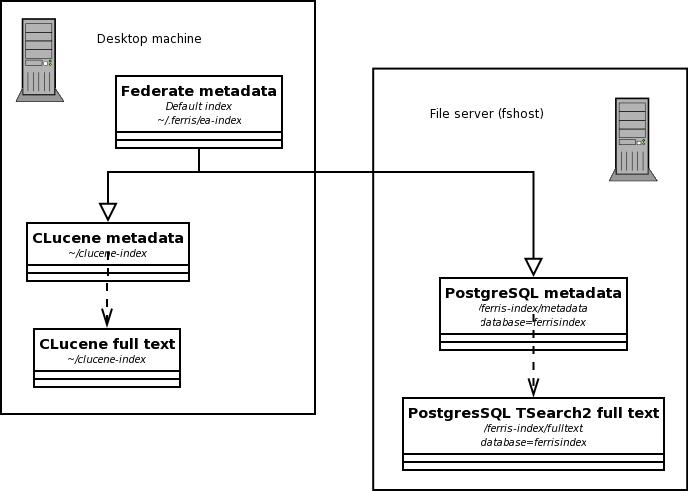 Desktop machine
Federate metadata
Default index
~/.ferris/ea-index
File server (fshost)
CLucene metadata
~/clucene-index
CLucene full text
~/clucene-index
PostgreSQL metadata
/ferris-index/metadata
database=ferrisindex
PostgresSQL TSearch2 full text
/ferris-index/fulltext
database=ferrisindex